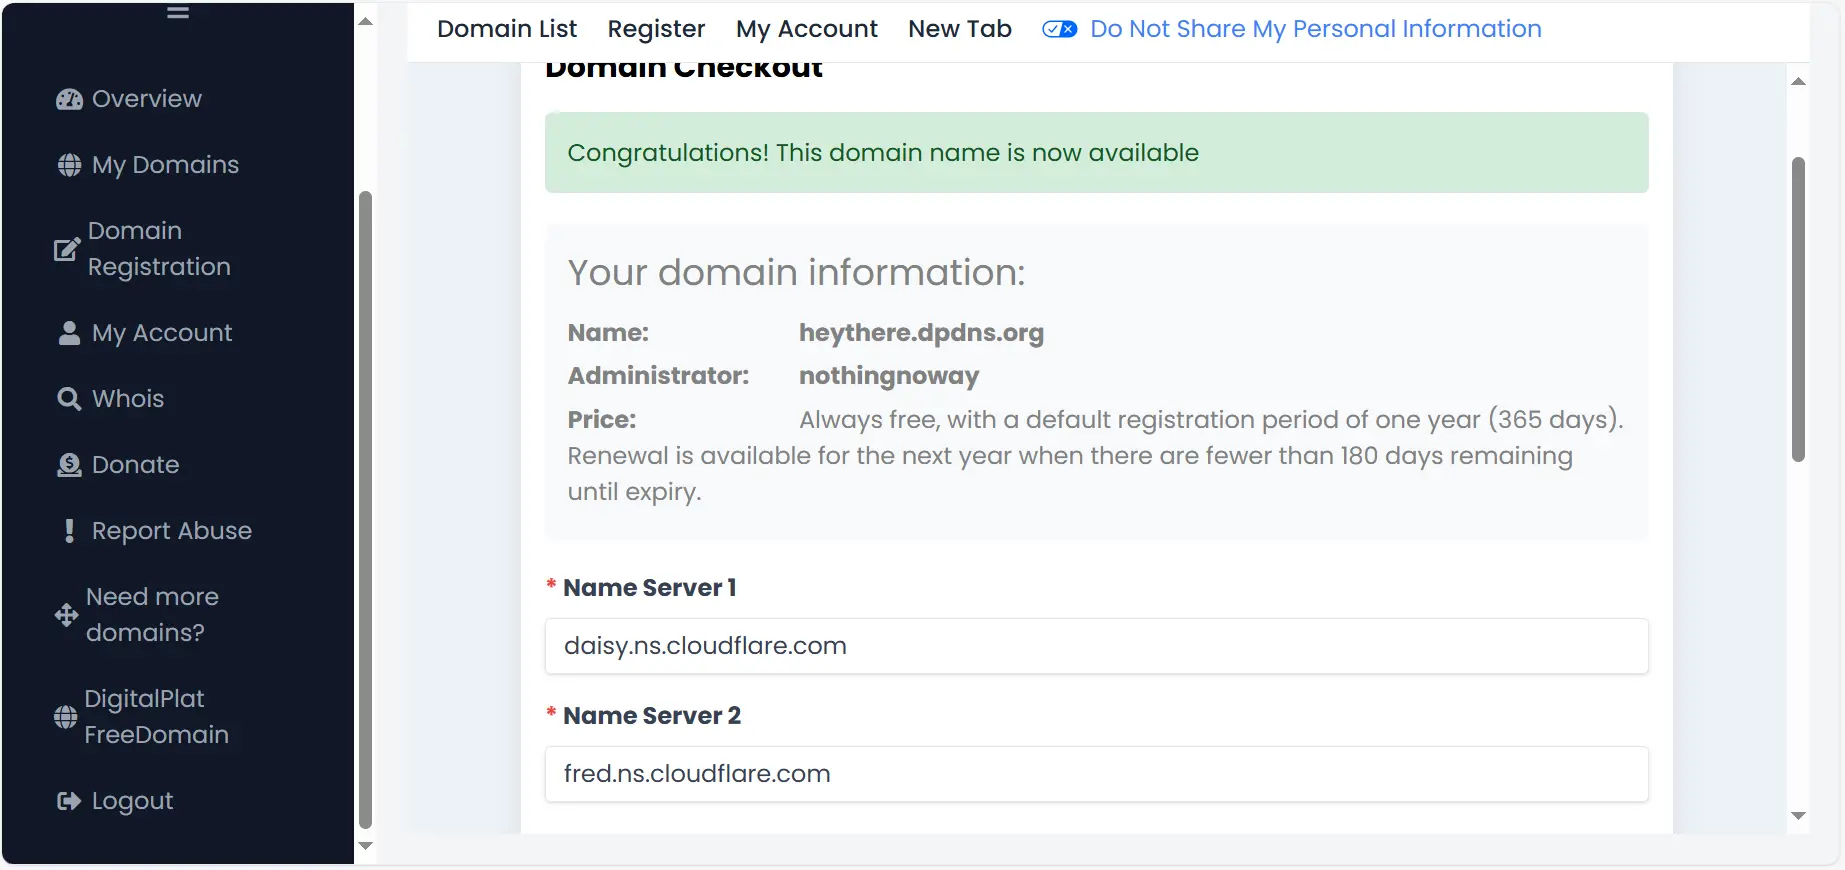 Overview
My Domains
Domain
Registration
My Account
Whois
Donate
Report Abuse
Need more
domains?
DigitalPlat
FreeDomain
Logout
Domain List
Register
My Account
New Tab
Do Not Share My Personal Information
Domain Checkout
Congratulations! This domain name is now available
Your domain information:
Name: heythere.dpdns.org
Administrator: nothingnoway
Price: Always free, with a default registration period of one year (365 days).
Renewal is available for the next year when there are fewer than 180 days remaining
until expiry.
* Name Server 1
daisy.ns.cloudflare.com
* Name Server 2
fred.ns.cloudflare.com